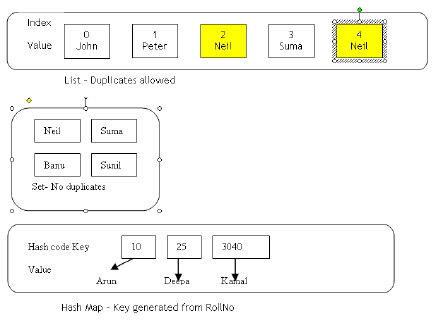 Index 0 1 2 3 4
Value John Peter Neil Suma Neil
List - Duplicates allowed
Neil Suma
Banu Sunil
Set- No duplicates
Hash code Key 10 25 3040
Value
Arun Deepa Kamal
Hash Map - Key generated from RollNo